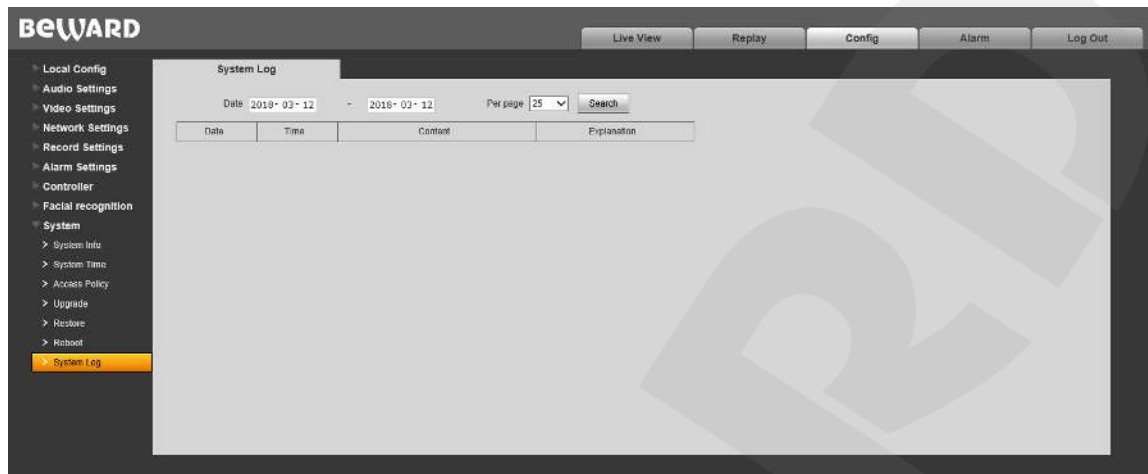 BEWARD
Live View Replay Config Alarm Log Out
Local Config
Audio Settings
Video Settings
Network Settings
Record Settings
Alarm Settings
Controller
Facial recognition
System
System Info
System Time
Access Policy
Upgrade
Restore
Reboot
System Log
System Log
Date 2018-03-12 - 2018-03-12 Per page 25 Search
Date Time Content Explanation